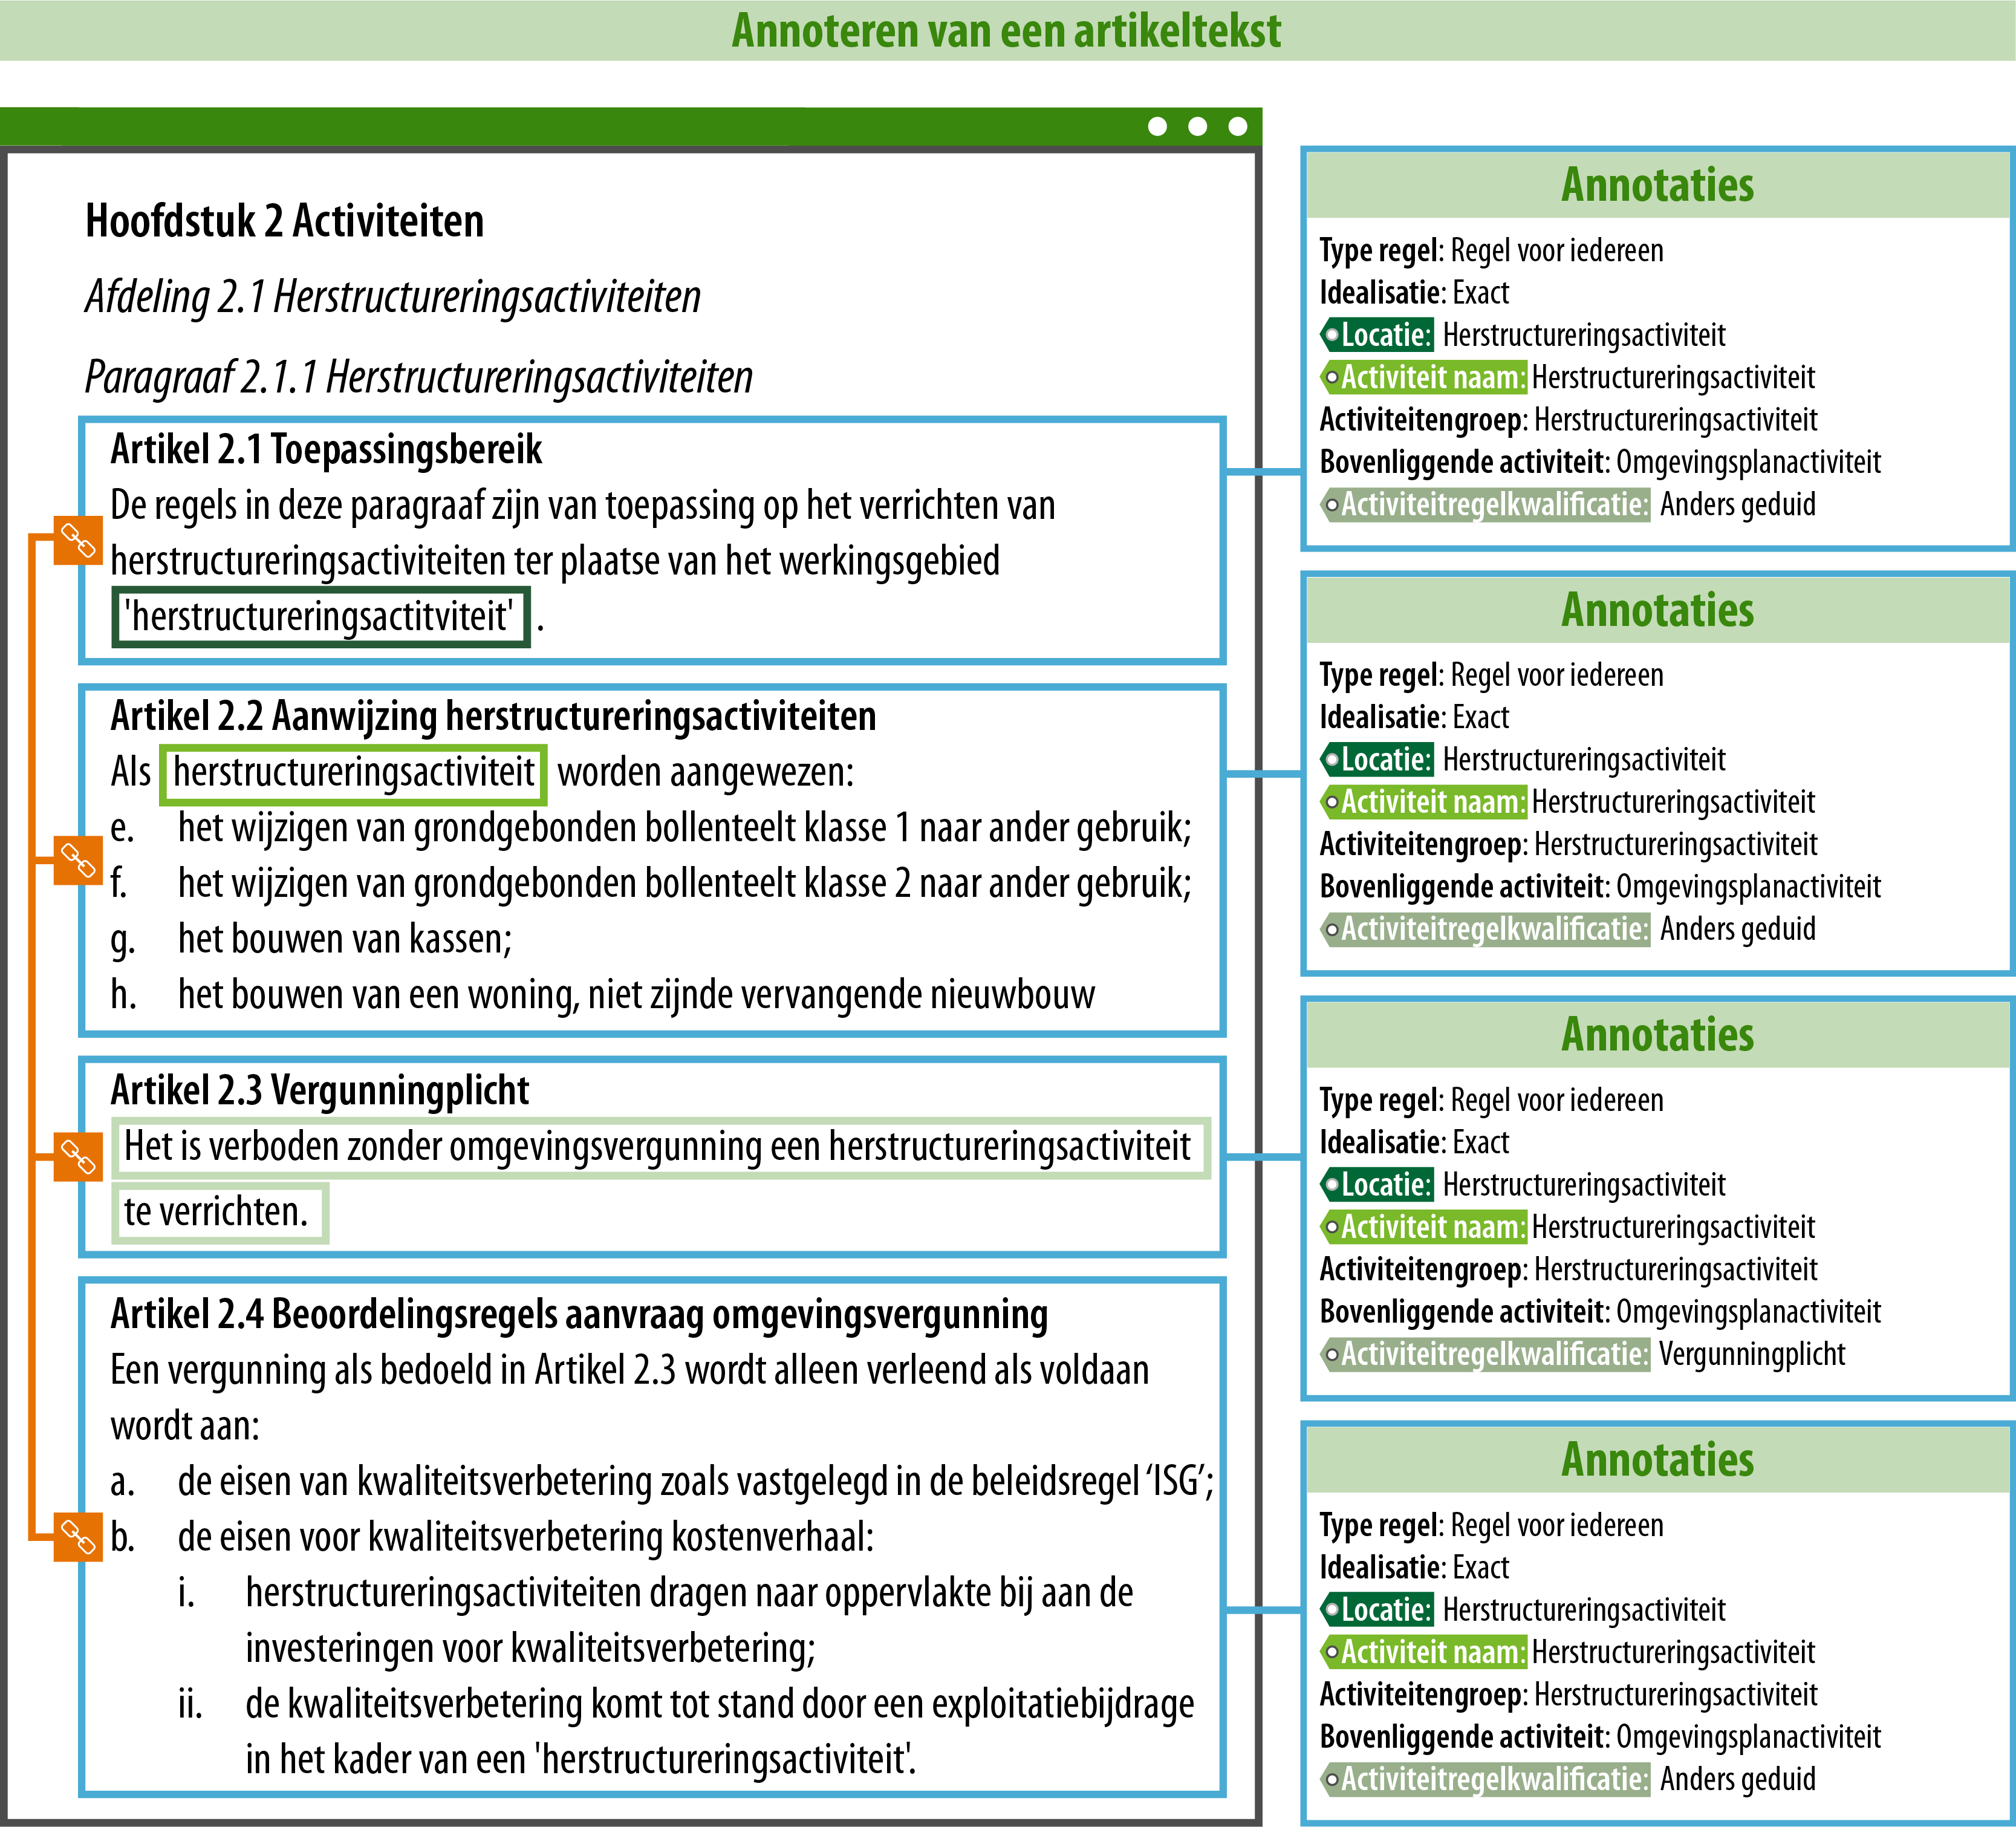 Annoteren van een artikeltekst
Hoofdstuk 2 Activiteiten
Afdeling 2.1 Herstructureringsactiviteiten
Paragraaf 2.1.1 Herstructureringsactiviteiten
Artikel 2.1 Toepassingsbereik
De regels in deze paragraaf zijn van toepassing op het verrichten van
herstructureringsactiviteiten ter plaatse van het werkingsgebied
'herstructureringsactitviteit' .
Artikel 2.2 Aanwijzing herstructureringsactiviteiten
Als herstructureringsactiviteit worden aangewezen:
e. het wijzigen van grondgebonden bollenteelt klasse 1 naar ander gebruik;
f. het wijzigen van grondgebonden bollenteelt klasse 2 naar ander gebruik;
g. het bouwen van kassen;
h. het bouwen van een woning, niet zijnde vervangende nieuwbouw
Artikel 2.3 Vergunningplicht
Het is verboden zonder omgevingsvergunning een herstructureringsactiviteit
te verrichten.
Artikel 2.4 Beoordelingsregels aanvraag omgevingsvergunning
Een vergunning als bedoeld in Artikel 2.3 wordt alleen verleend als voldaan
wordt aan:
a. de eisen van kwaliteitsverbetering zoals vastgelegd in de beleidsregel ‘ISG’;
b. de eisen voor kwaliteitsverbetering kostenverhaal:
i. herstructureringsactiviteiten dragen naar oppervlakte bij aan de
investeringen voor kwaliteitsverbetering;
ii. de kwaliteitsverbetering komt tot stand door een exploitatiebijdrage
in het kader van een 'herstructureringsactiviteit'.
Annotaties
Type regel: Regel voor iedereen
Idealisatie: Exact
Locatie: Herstructureringsactiviteit
Activiteit naam: Herstructureringsactiviteit
Activiteitengroep: Herstructureringsactiviteit
Bovenliggende activiteit: Omgevingsplanactiviteit
Activiteitregelkwalificatie: Anders geduid
Annotaties
Type regel: Regel voor iedereen
Idealisatie: Exact
Locatie: Herstructureringsactiviteit
Activiteit naam: Herstructureringsactiviteit
Activiteitengroep: Herstructureringsactiviteit
Bovenliggende activiteit: Omgevingsplanactiviteit
Activiteitregelkwalificatie: Anders geduid
Annotaties
Type regel: Regel voor iedereen
Idealisatie: Exact
Locatie: Herstructureringsactiviteit
Activiteit naam: Herstructureringsactiviteit
Activiteitengroep: Herstructureringsactiviteit
Bovenliggende activiteit: Omgevingsplanactiviteit
Activiteitregelkwalificatie: Vergunningplicht
Annotaties
Type regel: Regel voor iedereen
Idealisatie: Exact
Locatie: Herstructureringsactiviteit
Activiteit naam: Herstructureringsactiviteit
Activiteitengroep: Herstructureringsactiviteit
Bovenliggende activiteit: Omgevingsplanactiviteit
Activiteitregelkwalificatie: Anders geduid